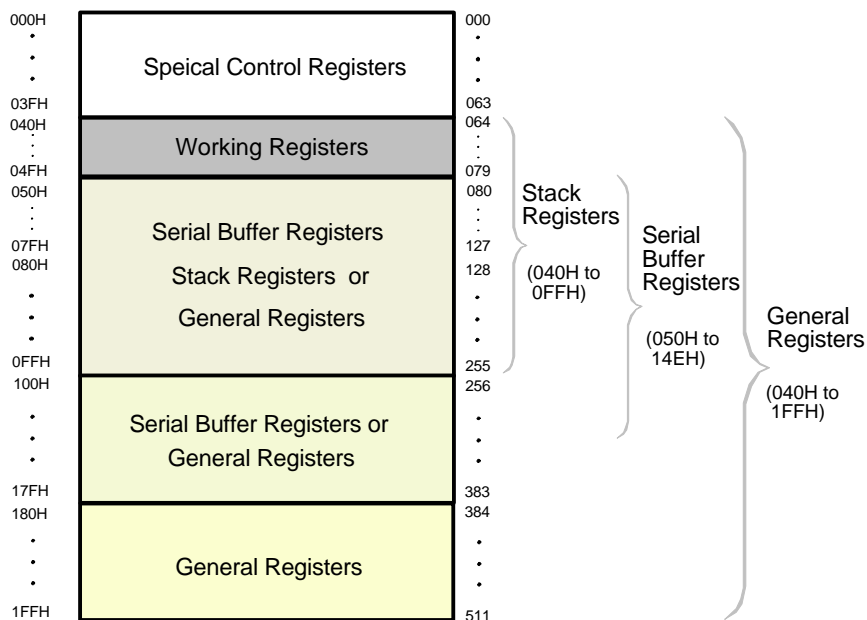 000H
000
Speical Control Registers
03FH
063
040H
064
Working Registers
04FH
079
050H
080
Stack
Registers
(040H to
0FFH)
Serial Buffer Registers
07FH
127
080H
128
Stack Registers or
General Registers
Serial
Buffer
Registers
(050H to
14EH)
General
Registers
(040H to
1FFH)
0FFH
255
100H
256
Serial Buffer Registers or
General Registers
17FH
383
180H
384
General Registers
1FFH
511